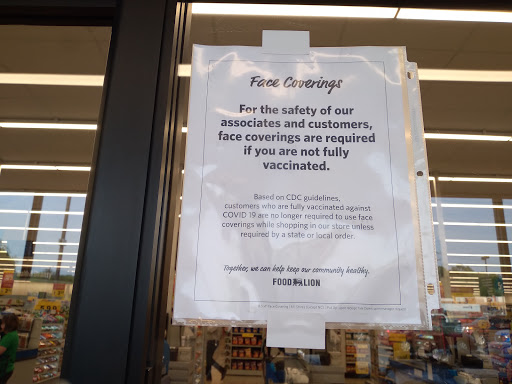 Face Coverings
For the safety of our
associates and customers,
face coverings are required
if you are not fully
vaccinated.
Based on CDC guidelines,
customers who are fully vaccinated against
COVID 19 are no longer required to use face
coverings while shopping in our store unless
required by a state or local order.
Together, we can help keep our community healthy.
FOOD LION